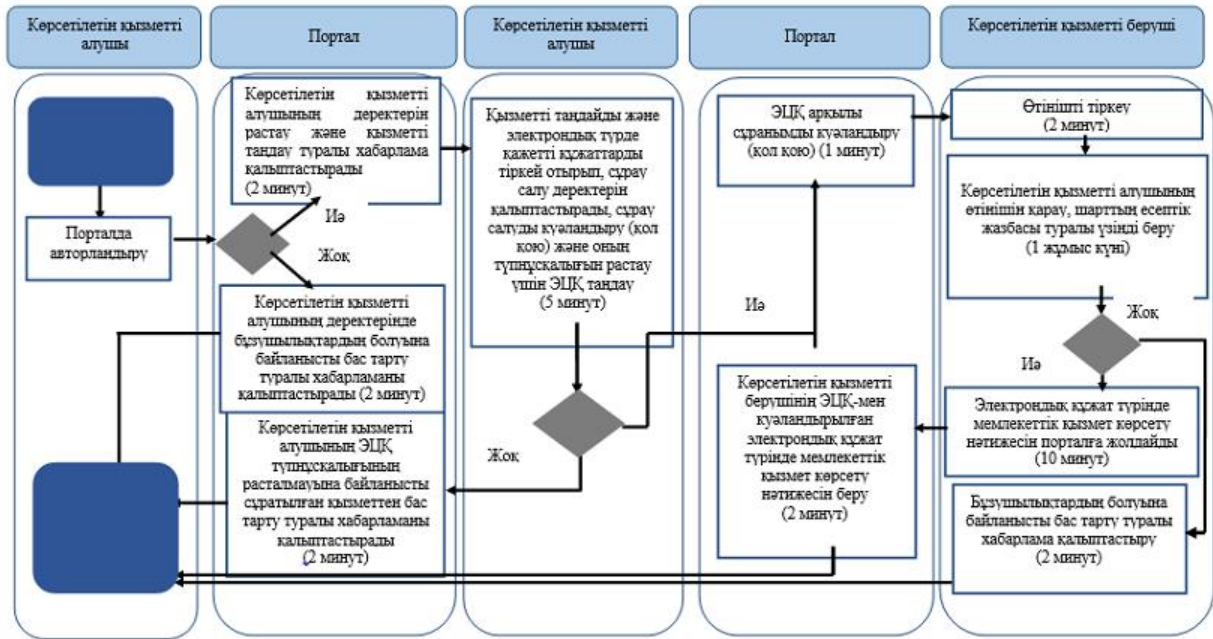 Көрсетілетін қызметті
алушы
Портал
Көрсетілетін қызметті
алушы
Портал
Көрсетілетін қызметті беруші
Порталда
авторландыру
Көрсетілетін қызметті
алушының деректерін
растау және қызметті
таңдау туралы хабарлама
қалыптастырады
(2 минут)
Иә
Жоқ
Көрсетілетін қызметті
алушының деректерінде
бұзушылықтардың болуына
байланысты бас тарту
туралы хабарламаны
қалыптастырады (2 минут)
Көрсетілетін қызметті
алушының ЭЦҚ
түпнұсқалығының
расталмауына байланысты
сұратылған қызметтен бас
тарту туралы хабарламаны
қалыптастырады
(2 минут)
Қызметті таңдайды және
электрондық түрде
қажетті құжаттарды
тіркей отырып, сұрау
салу деректерін
қалыптастырады, сұрау
салуды куәландыру (қол
қою) және оның
түпнұсқалығын растау
үшін ЭЦҚ таңдау
(5 минут)
Иә
Жоқ
ЭЦҚ арқылы
сұранымды куәландыру
(қол қою) (1 минут)
Көрсетілетін қызметті
берушінің ЭЦҚ-мен
куәландырылған
электрондық құжат
түрінде мемлекеттік
қызмет көрсету
нәтижесін беру
(2 минут)
Өтінішті тіркеу
(2 минут)
Көрсетілетін қызметті алушының
өтінішін қарау, шарттың есептік
жазбасы туралы үзінді беру
(1 жұмыс күні)
Жоқ
Иә
Электрондық құжат түрінде
мемлекеттік қызмет көрсету
нәтижесін порталға жолдайды
(10 минут)
Бұзушылықтардың болуына
байланысты бас тарту туралы
хабарлама қалыптастыру
(2 минут)